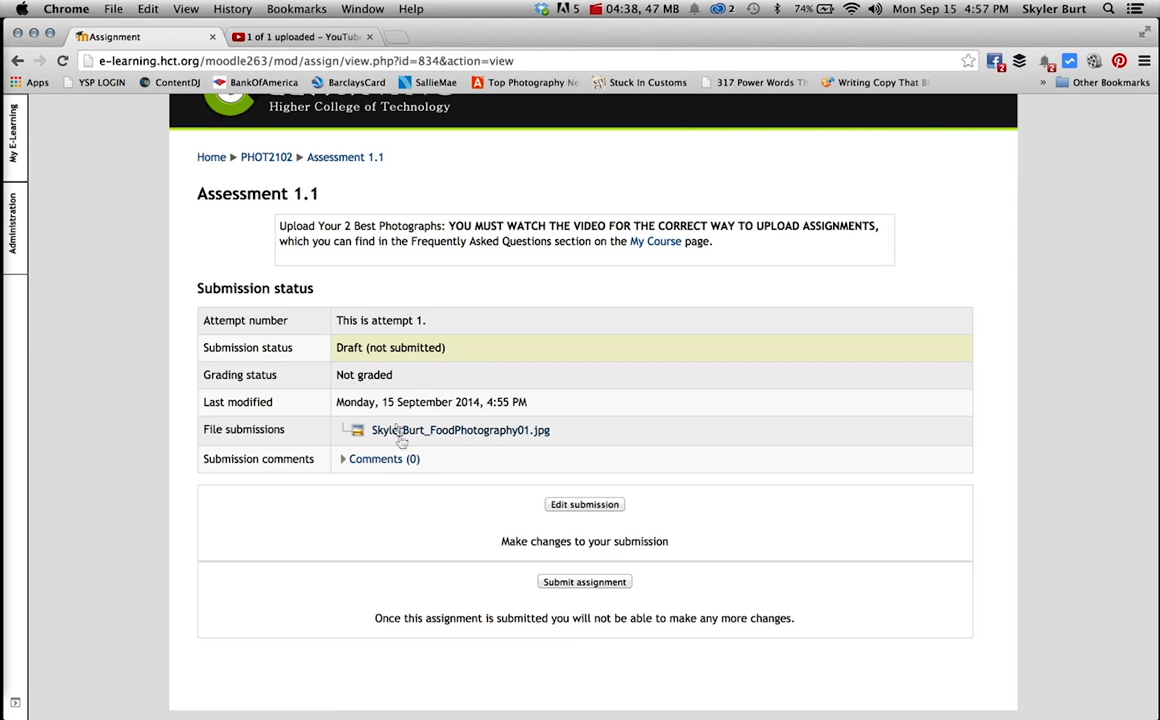 Chrome File Edit View History Bookmarks Window Help 5 04:38, 47 MB 2 74% Mon Sep 15 4:57 PM Skyler Burt
Assignment × 1 of 1 uploaded – YouTube ×
e-learning.hct.org/moodle263/mod/assign/view.php?id=834&action=view 2 2
Apps YSP LOGIN ContentDJ BankOfAmerica BarclaysCard SallieMae Top Photography Ne Stuck In Customs 317 Power Words Th Writing Copy That B » Other Bookmarks
My E-Learning
Administration
Higher College of Technology
Home ▶ PHOT2102 ▶ Assessment 1.1
Assessment 1.1
Upload Your 2 Best Photographs: YOU MUST WATCH THE VIDEO FOR THE CORRECT WAY TO UPLOAD ASSIGNMENTS,
which you can find in the Frequently Asked Questions section on the My Course page.
Submission status
Attempt number This is attempt 1.
Submission status Draft (not submitted)
Grading status Not graded
Last modified Monday, 15 September 2014, 4:55 PM
File submissions SkylerBurt_FoodPhotography01.jpg
Submission comments Comments (0)
Edit submission
Make changes to your submission
Submit assignment
Once this assignment is submitted you will not be able to make any more changes.